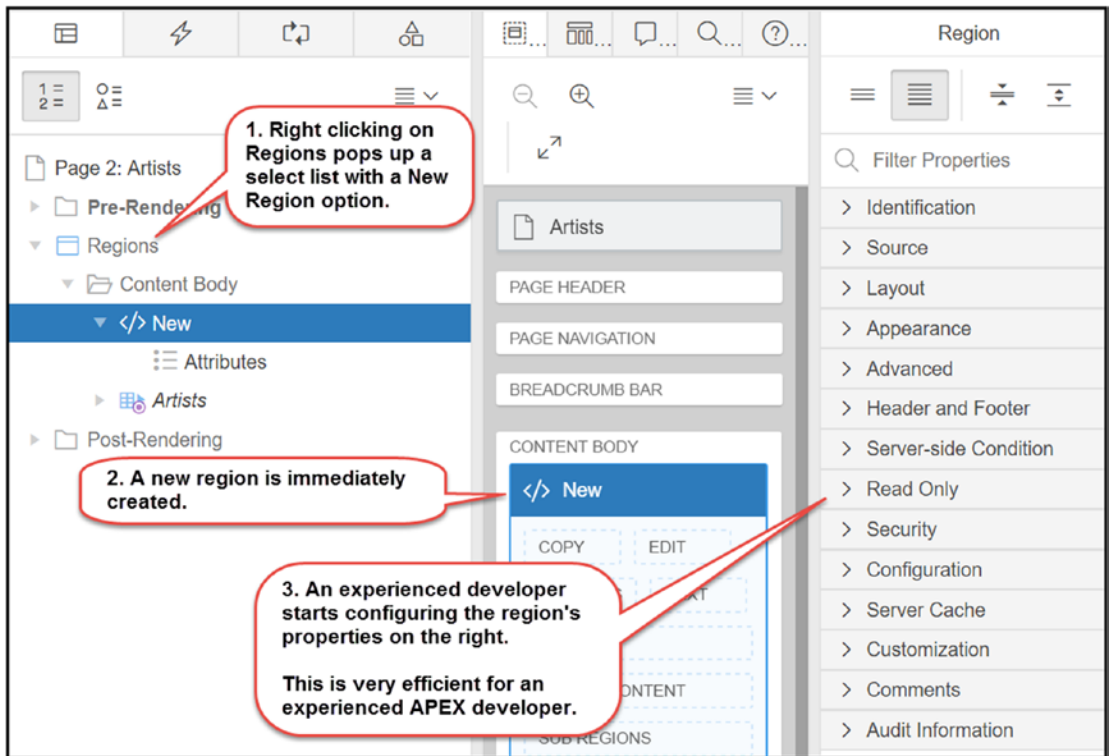 1 =
2 =
Page 2: Artists
Pre-Rendering
Regions
Content Body
</> New
Attributes
Artists
Post-Rendering
1. Right clicking on
Regions pops up a
select list with a New
Region option.
2. A new region is immediately
created.
...
...
...
...
...
Artists
PAGE HEADER
PAGE NAVIGATION
BREADCRUMB BAR
CONTENT BODY
</> New
COPY
EDIT
SUB REGIONS
3. An experienced developer
starts configuring the region's
properties on the right.
This is very efficient for an
experienced APEX developer.
Region
Filter Properties
Identification
Source
Layout
Appearance
Advanced
Header and Footer
Server-side Condition
Read Only
Security
Configuration
Server Cache
Customization
Comments
Audit Information